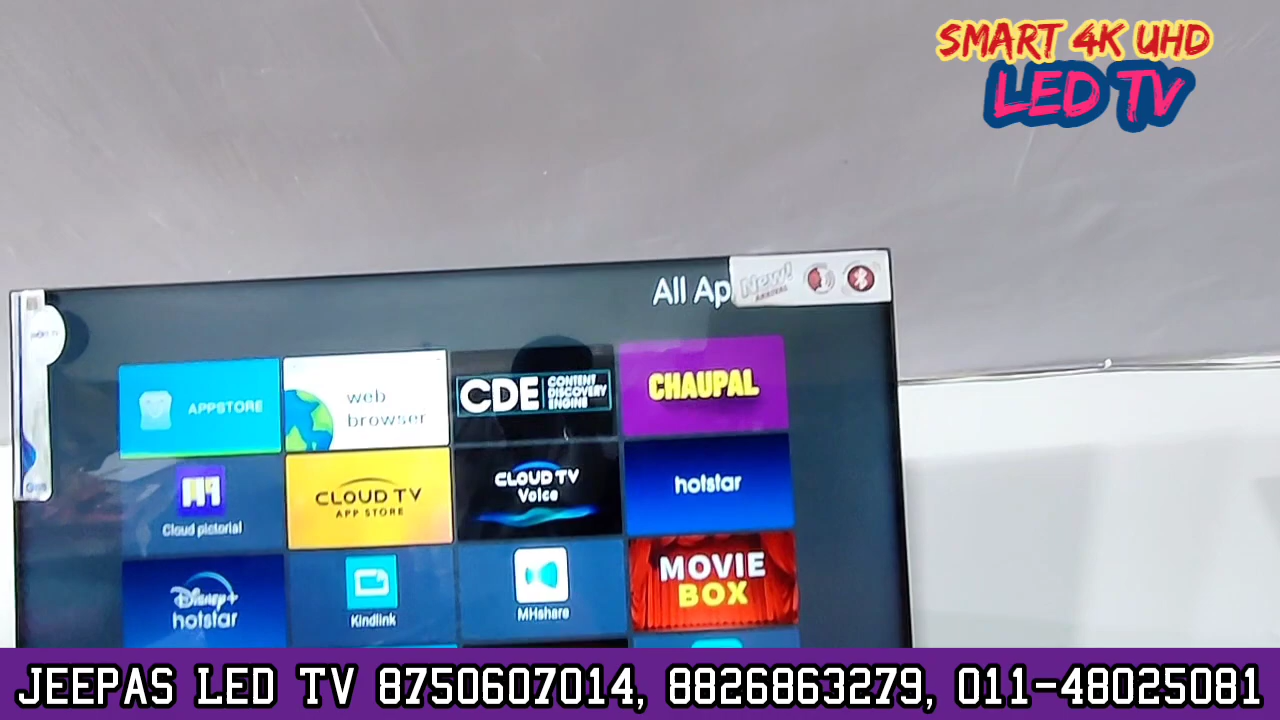 SMART 4K UHD
LED TV
All Ap
New!
ARRIVAL
APPSTORE
web
browser
CDE
CONTENT
DISCOVERY
ENGINE
CHAUPAL
Cloud pictorial
CLOUD TV
APP STORE
CLOUD TV
Voice
hotstar
Disney+
hotstar
Kindlink
MHshare
MOVIE
BOX
JEEPAS LED TV 8750607014, 8826863279, 011-48025081